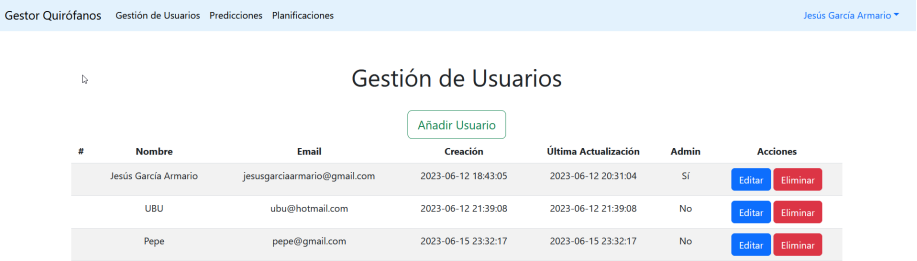 Gestor Quirófanos Gestión de Usuarios Predicciones Planificaciones Jesús García Armario
Gestión de Usuarios
Añadir Usuario
# Nombre Email Creación Última Actualización Admin Acciones
Jesús García Armario jesusgarciaarmario@gmail.com 2023-06-12 18:43:05 2023-06-12 20:31:04 Sí Editar Eliminar
UBU ubu@hotmail.com 2023-06-12 21:39:08 2023-06-12 21:39:08 No Editar Eliminar
Pepe pepe@gmail.com 2023-06-15 23:32:17 2023-06-15 23:32:17 No Editar Eliminar